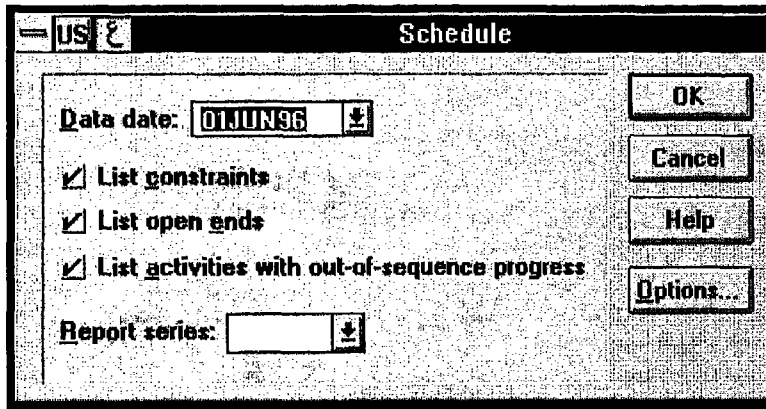 US ع Schedule
Data date: 01JUN96
List constraints
List open ends
List activities with out-of-sequence progress
Report series:
OK
Cancel
Help
Options...